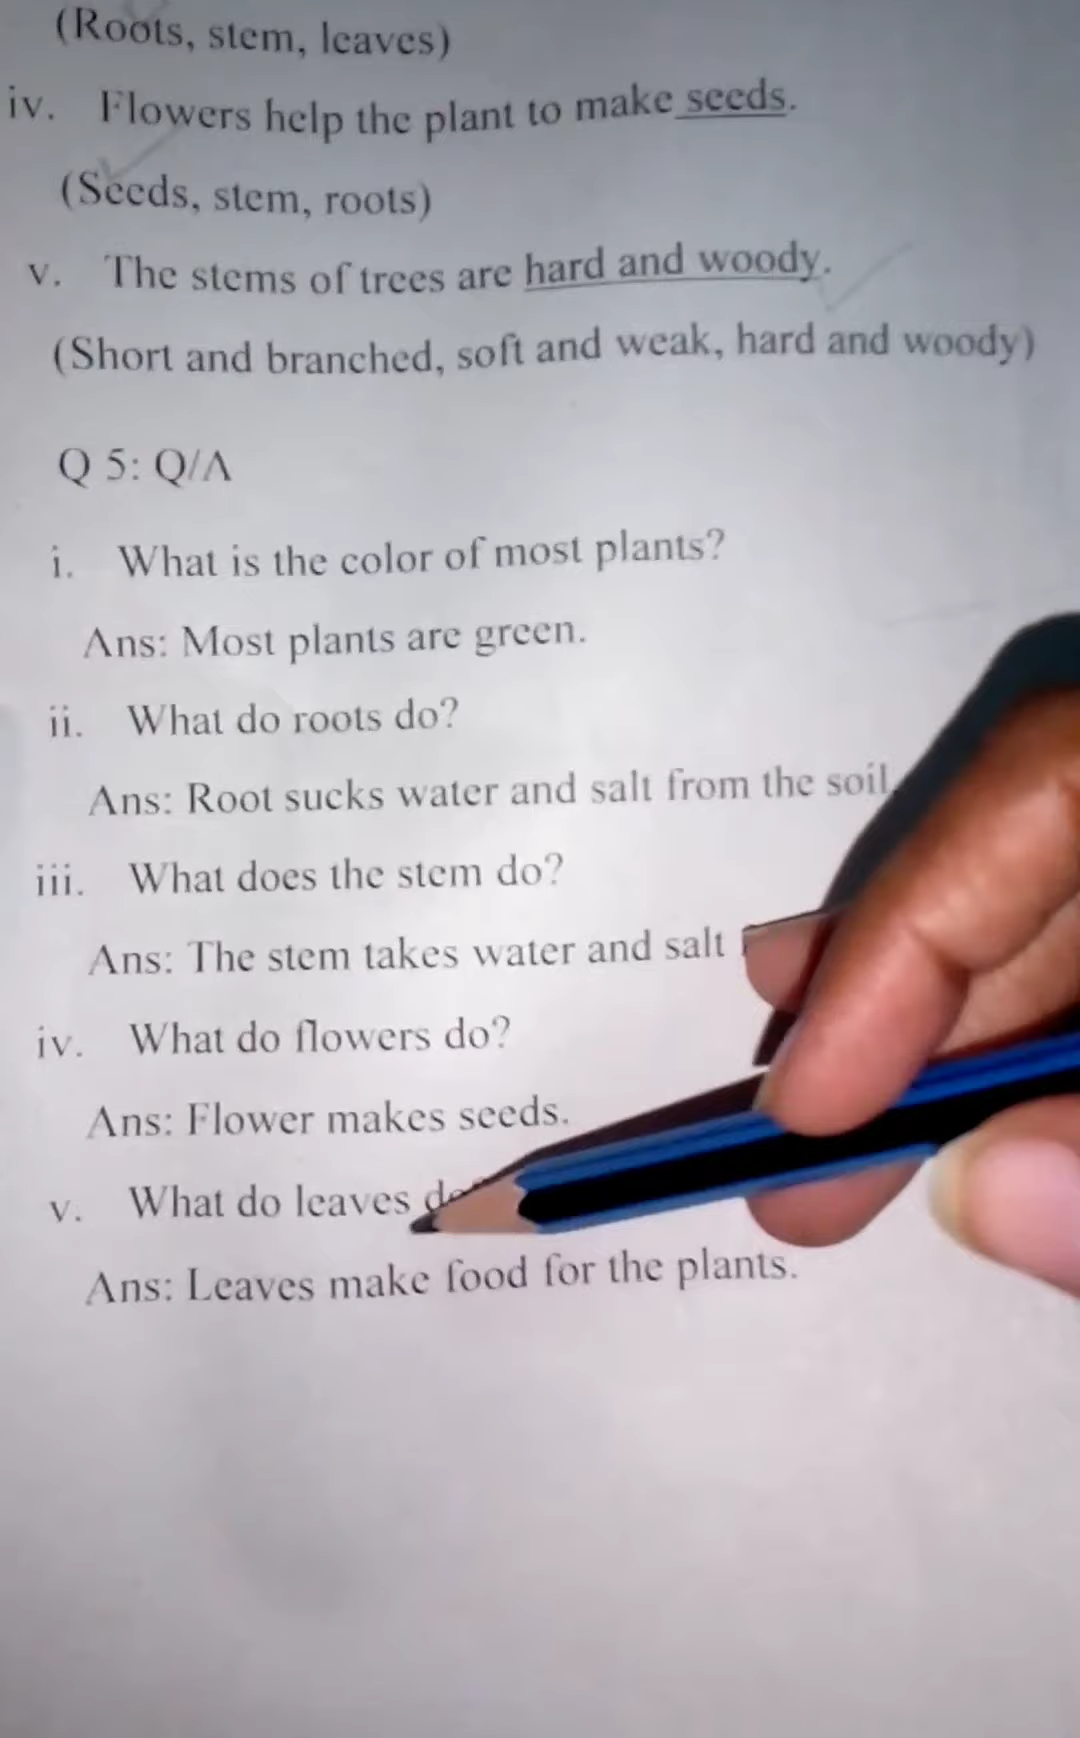 (Roots, stem, leaves)
iv. Flowers help the plant to make seeds.
(Seeds, stem, roots)
v. The stems of trees are hard and woody.
(Short and branched, soft and weak, hard and woody)
Q 5: Q/A
i. What is the color of most plants?
Ans: Most plants are green.
ii. What do roots do?
Ans: Root sucks water and salt from the soil
iii. What does the stem do?
Ans: The stem takes water and salt
iv. What do flowers do?
Ans: Flower makes seeds.
v. What do leaves do
Ans: Leaves make food for the plants.